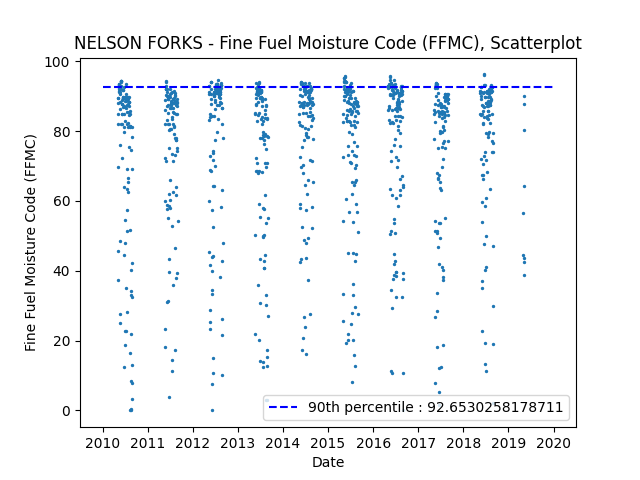 NELSON FORKS - Fine Fuel Moisture Code (FFMC), Scatterplot
Fine Fuel Moisture Code (FFMC)
100
80
60
40
20
0
90th percentile : 92.6530258178711
2010 2011 2012 2013 2014 2015 2016 2017 2018 2019 2020
Date